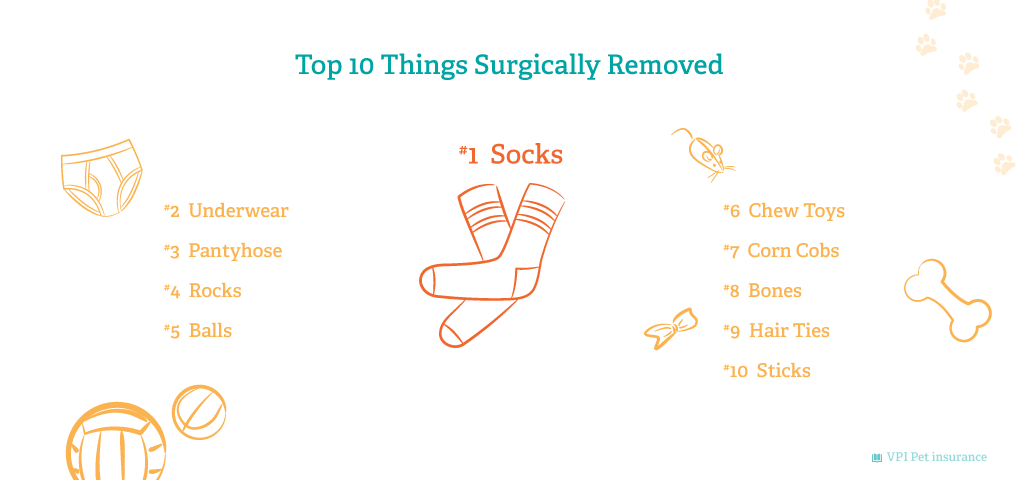 Top 10 Things Surgically Removed
#1 Socks
#2 Underwear
#3 Pantyhose
#4 Rocks
#5 Balls
#6 Chew Toys
#7 Corn Cobs
#8 Bones
#9 Hair Ties
#10 Sticks
VPI Pet insurance